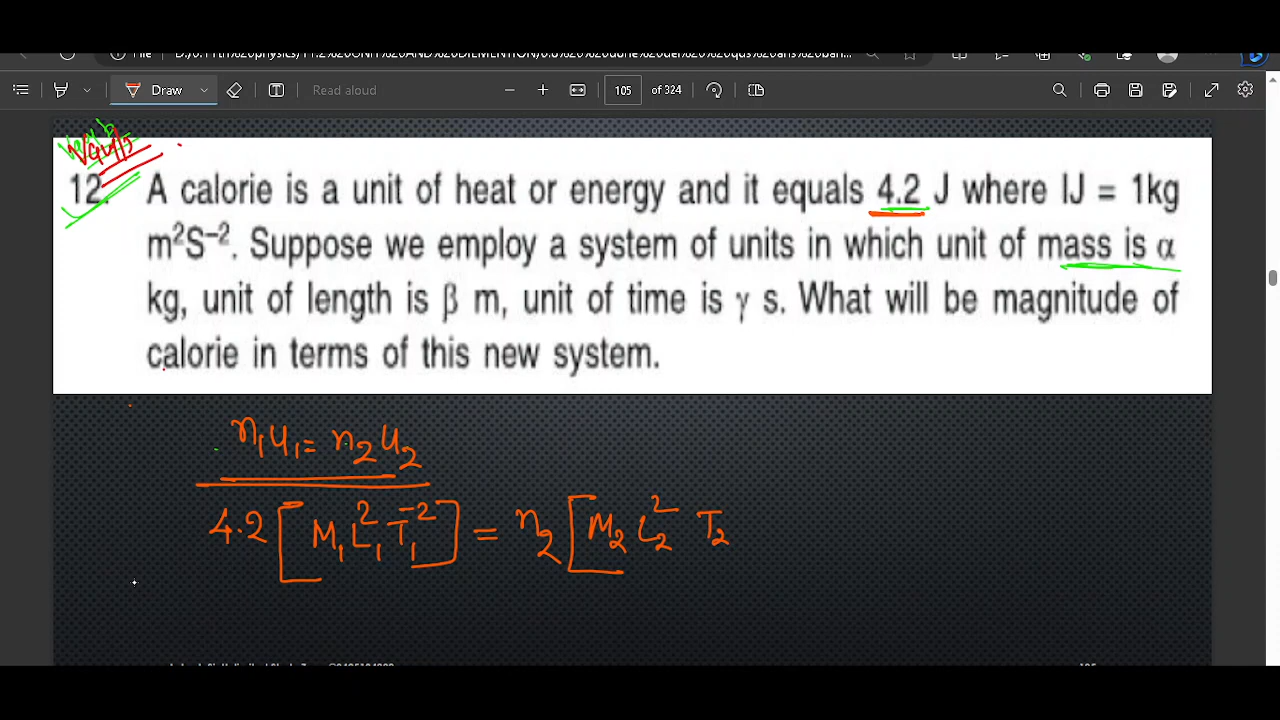 Draw
Read aloud
105 of 324
12. A calorie is a unit of heat or energy and it equals 4.2 J where IJ = 1kg
m²S⁻². Suppose we employ a system of units in which unit of mass is α
kg, unit of length is β m, unit of time is γ s. What will be magnitude of
calorie in terms of this new system.
n₁u₁ = n₂u₂
4.2 [M₁L₁²T₁⁻²] = n₂ [M₂ L₂² T₂